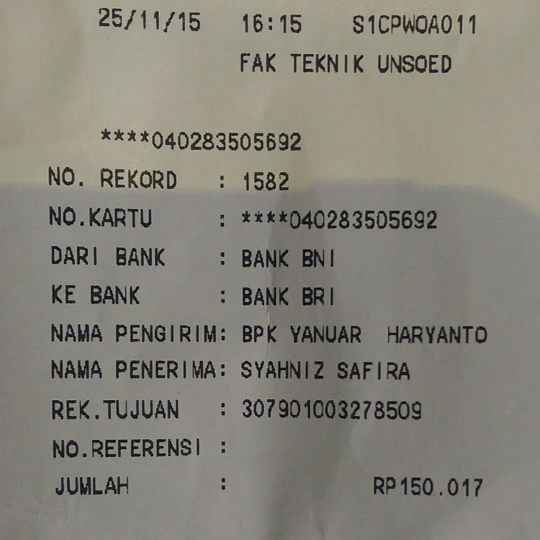 25/11/15 16:15 S1CPWOA011
FAK TEKNIK UNSOED
****040283505692
NO. REKORD : 1582
NO.KARTU : ****040283505692
DARI BANK : BANK BNI
KE BANK : BANK BRI
NAMA PENGIRIM: BPK YANUAR HARYANTO
NAMA PENERIMA: SYAHNIZ SAFIRA
REK.TUJUAN : 307901003278509
NO.REFERENSI :
JUMLAH : RP150.017